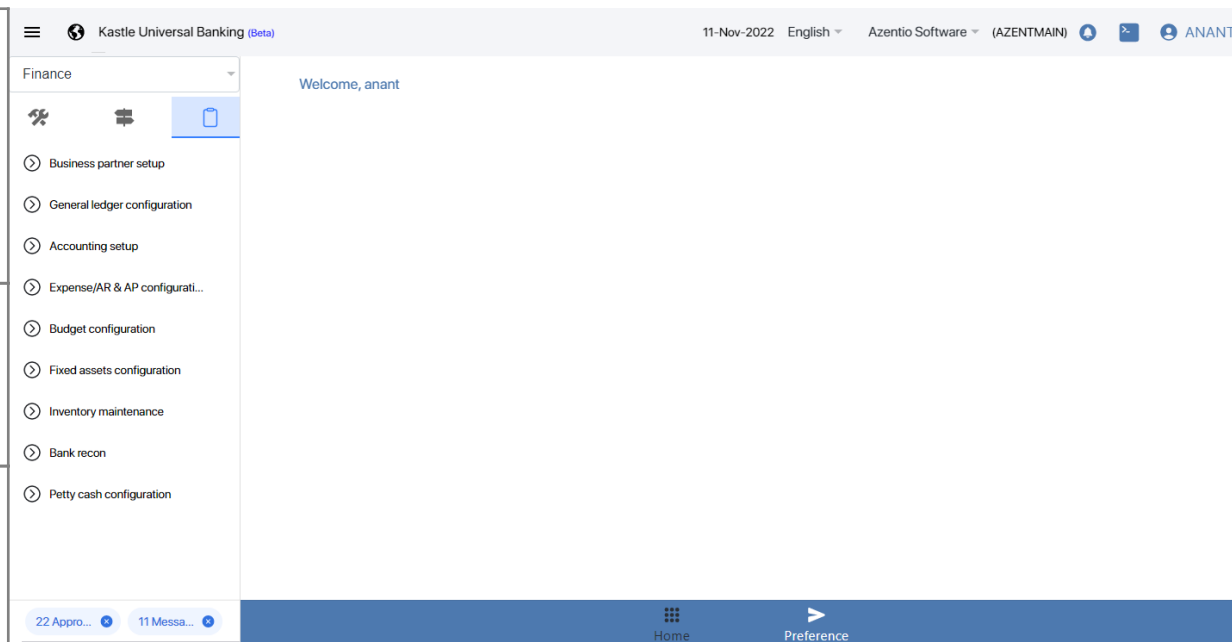 Kastle Universal Banking (Beta)
11-Nov-2022 English Azentio Software (AZENTMAIN) ANANT
Finance
Welcome, anant
Business partner setup
General ledger configuration
Accounting setup
Expense/AR & AP configurati...
Budget configuration
Fixed assets configuration
Inventory maintenance
Bank recon
Petty cash configuration
22 Appro... 11 Messa...
Home Preference